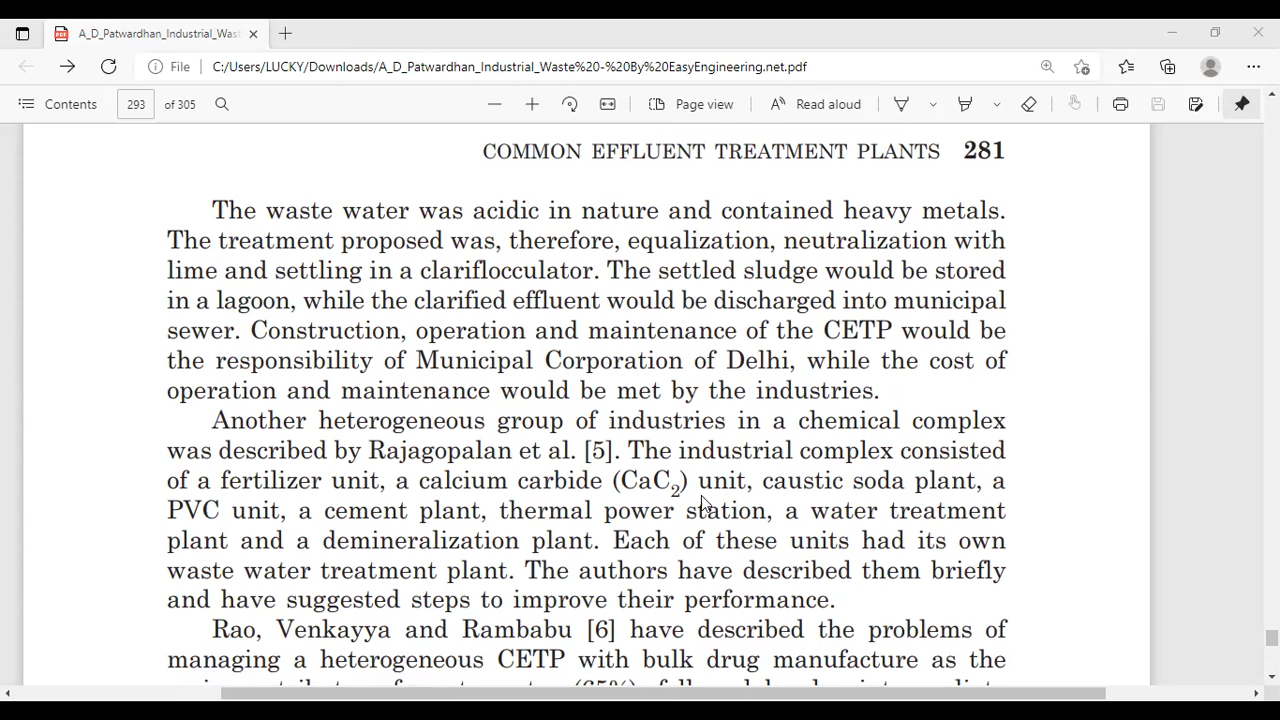 A_D_Patwardhan_Industrial_Wast
File C:/Users/LUCKY/Downloads/A_D_Patwardhan_Industrial_Waste%20-%20By%20EasyEngineering.net.pdf
Contents 293 of 305 Page view Read aloud
COMMON EFFLUENT TREATMENT PLANTS 281
The waste water was acidic in nature and contained heavy metals.
The treatment proposed was, therefore, equalization, neutralization with
lime and settling in a clariflocculator. The settled sludge would be stored
in a lagoon, while the clarified effluent would be discharged into municipal
sewer. Construction, operation and maintenance of the CETP would be
the responsibility of Municipal Corporation of Delhi, while the cost of
operation and maintenance would be met by the industries.
Another heterogeneous group of industries in a chemical complex
was described by Rajagopalan et al. [5]. The industrial complex consisted
of a fertilizer unit, a calcium carbide (CaC₂) unit, caustic soda plant, a
PVC unit, a cement plant, thermal power station, a water treatment
plant and a demineralization plant. Each of these units had its own
waste water treatment plant. The authors have described them briefly
and have suggested steps to improve their performance.
Rao, Venkayya and Rambabu [6] have described the problems of
managing a heterogeneous CETP with bulk drug manufacture as the